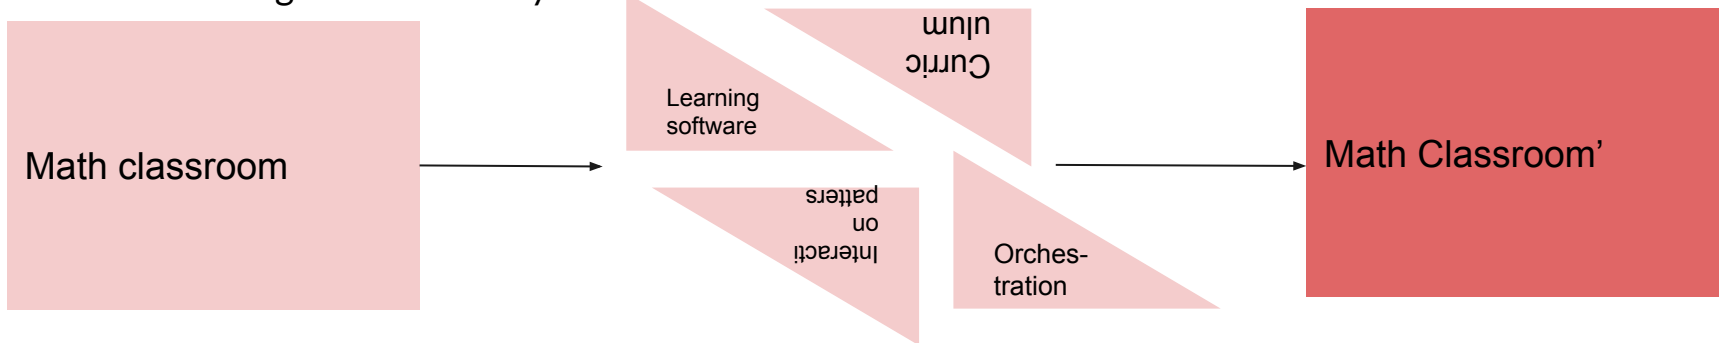 Math classroom
Learning
software
Curric
ulum
Interacti
on
patters
Orches-
tration
Math Classroom’